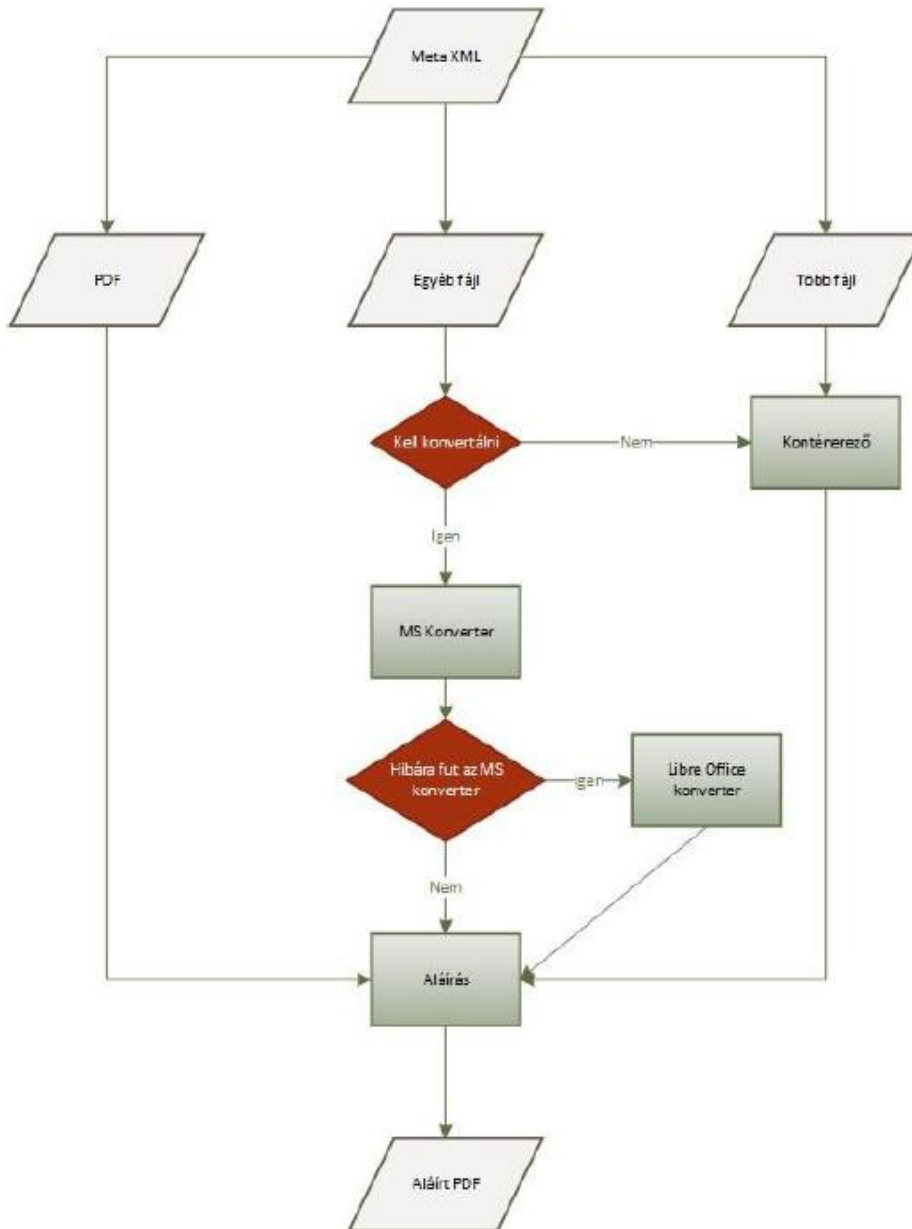 Meta XML
PDF
Egyéb fájl
Több fájl
Kell konvertálni
Nem
Konténerező
Igen
MS Konverter
Hibára fut az MS
konverter
Igen
Libre Office
konverter
Nem
Aláírás
Aláírt PDF